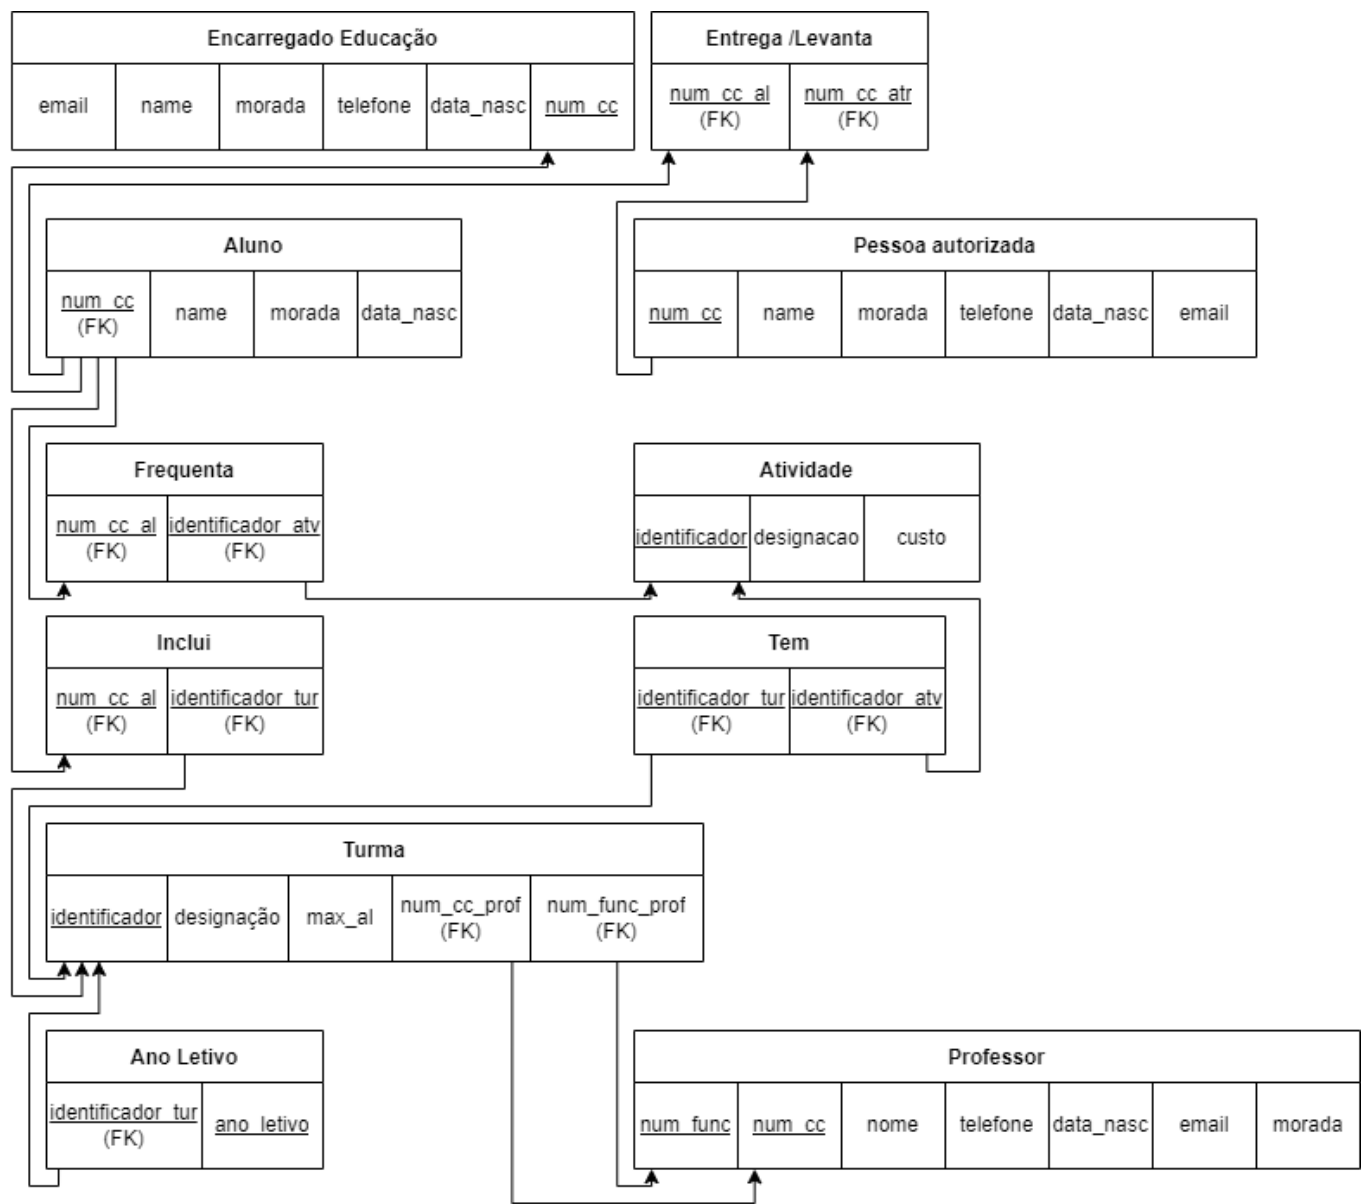 Encarregado Educação
email name morada telefone data_nasc num_cc
Entrega /Levanta
num_cc_al num_cc_atr
(FK) (FK)
Aluno
num_cc
(FK) name morada data_nasc
Pessoa autorizada
num_cc name morada telefone data_nasc email
Frequenta
num_cc_al identificador_atv
(FK) (FK)
Atividade
identificador designacao custo
Inclui
num_cc_al identificador_tur
(FK) (FK)
Tem
identificador_tur identificador_atv
(FK) (FK)
Turma
identificador designação max_al num_cc_prof num_func_prof
(FK) (FK)
Ano Letivo
identificador_tur
(FK) ano_letivo
Professor
num_func num_cc nome telefone data_nasc email morada